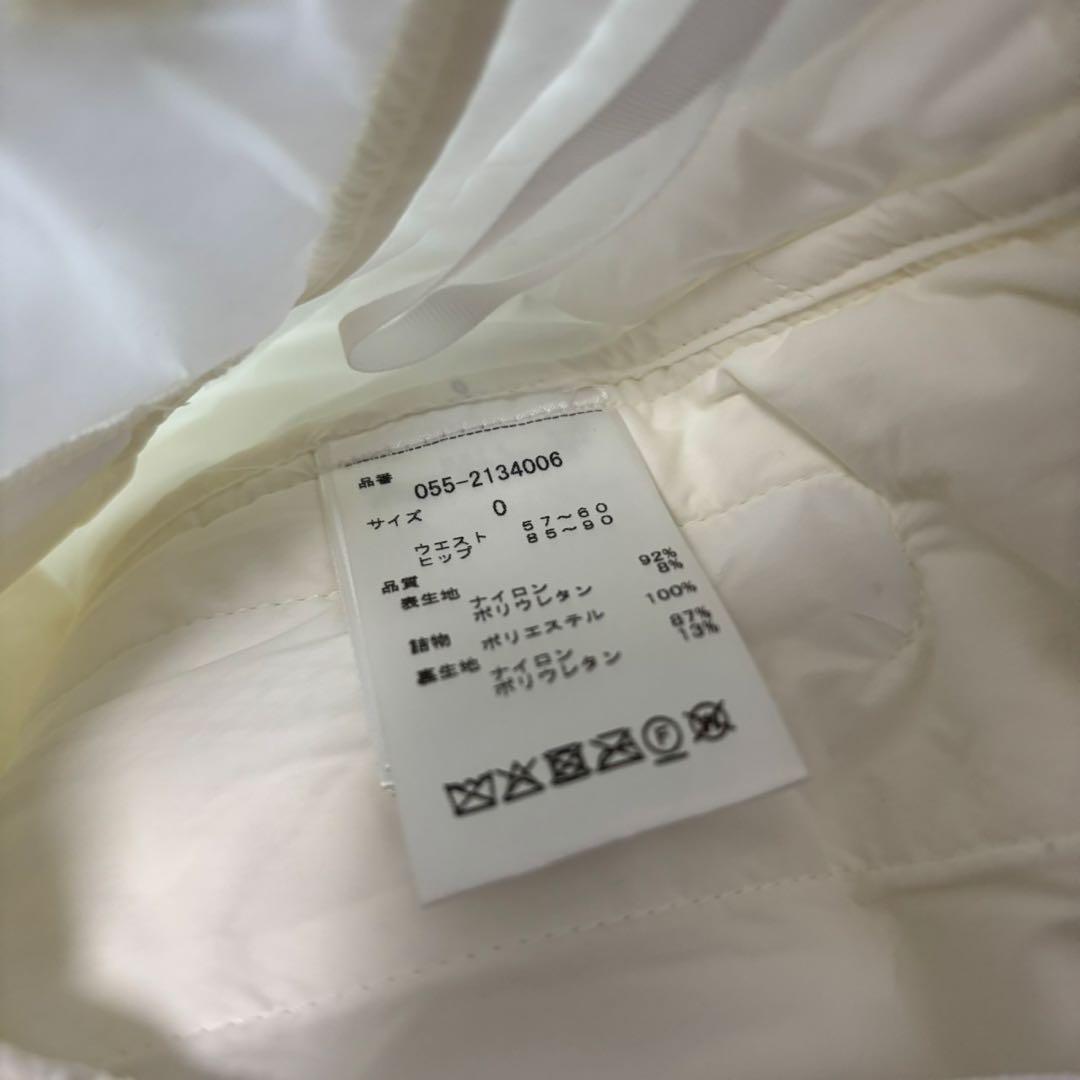 品番 055-2134006
サイズ 0
ウエスト 57～60
ヒップ 85～90
品質
表生地 ナイロン 92%
ポリウレタン 8%
詰物 ポリエステル 100%
裏生地 ナイロン 87%
ポリウレタン 13%
F W